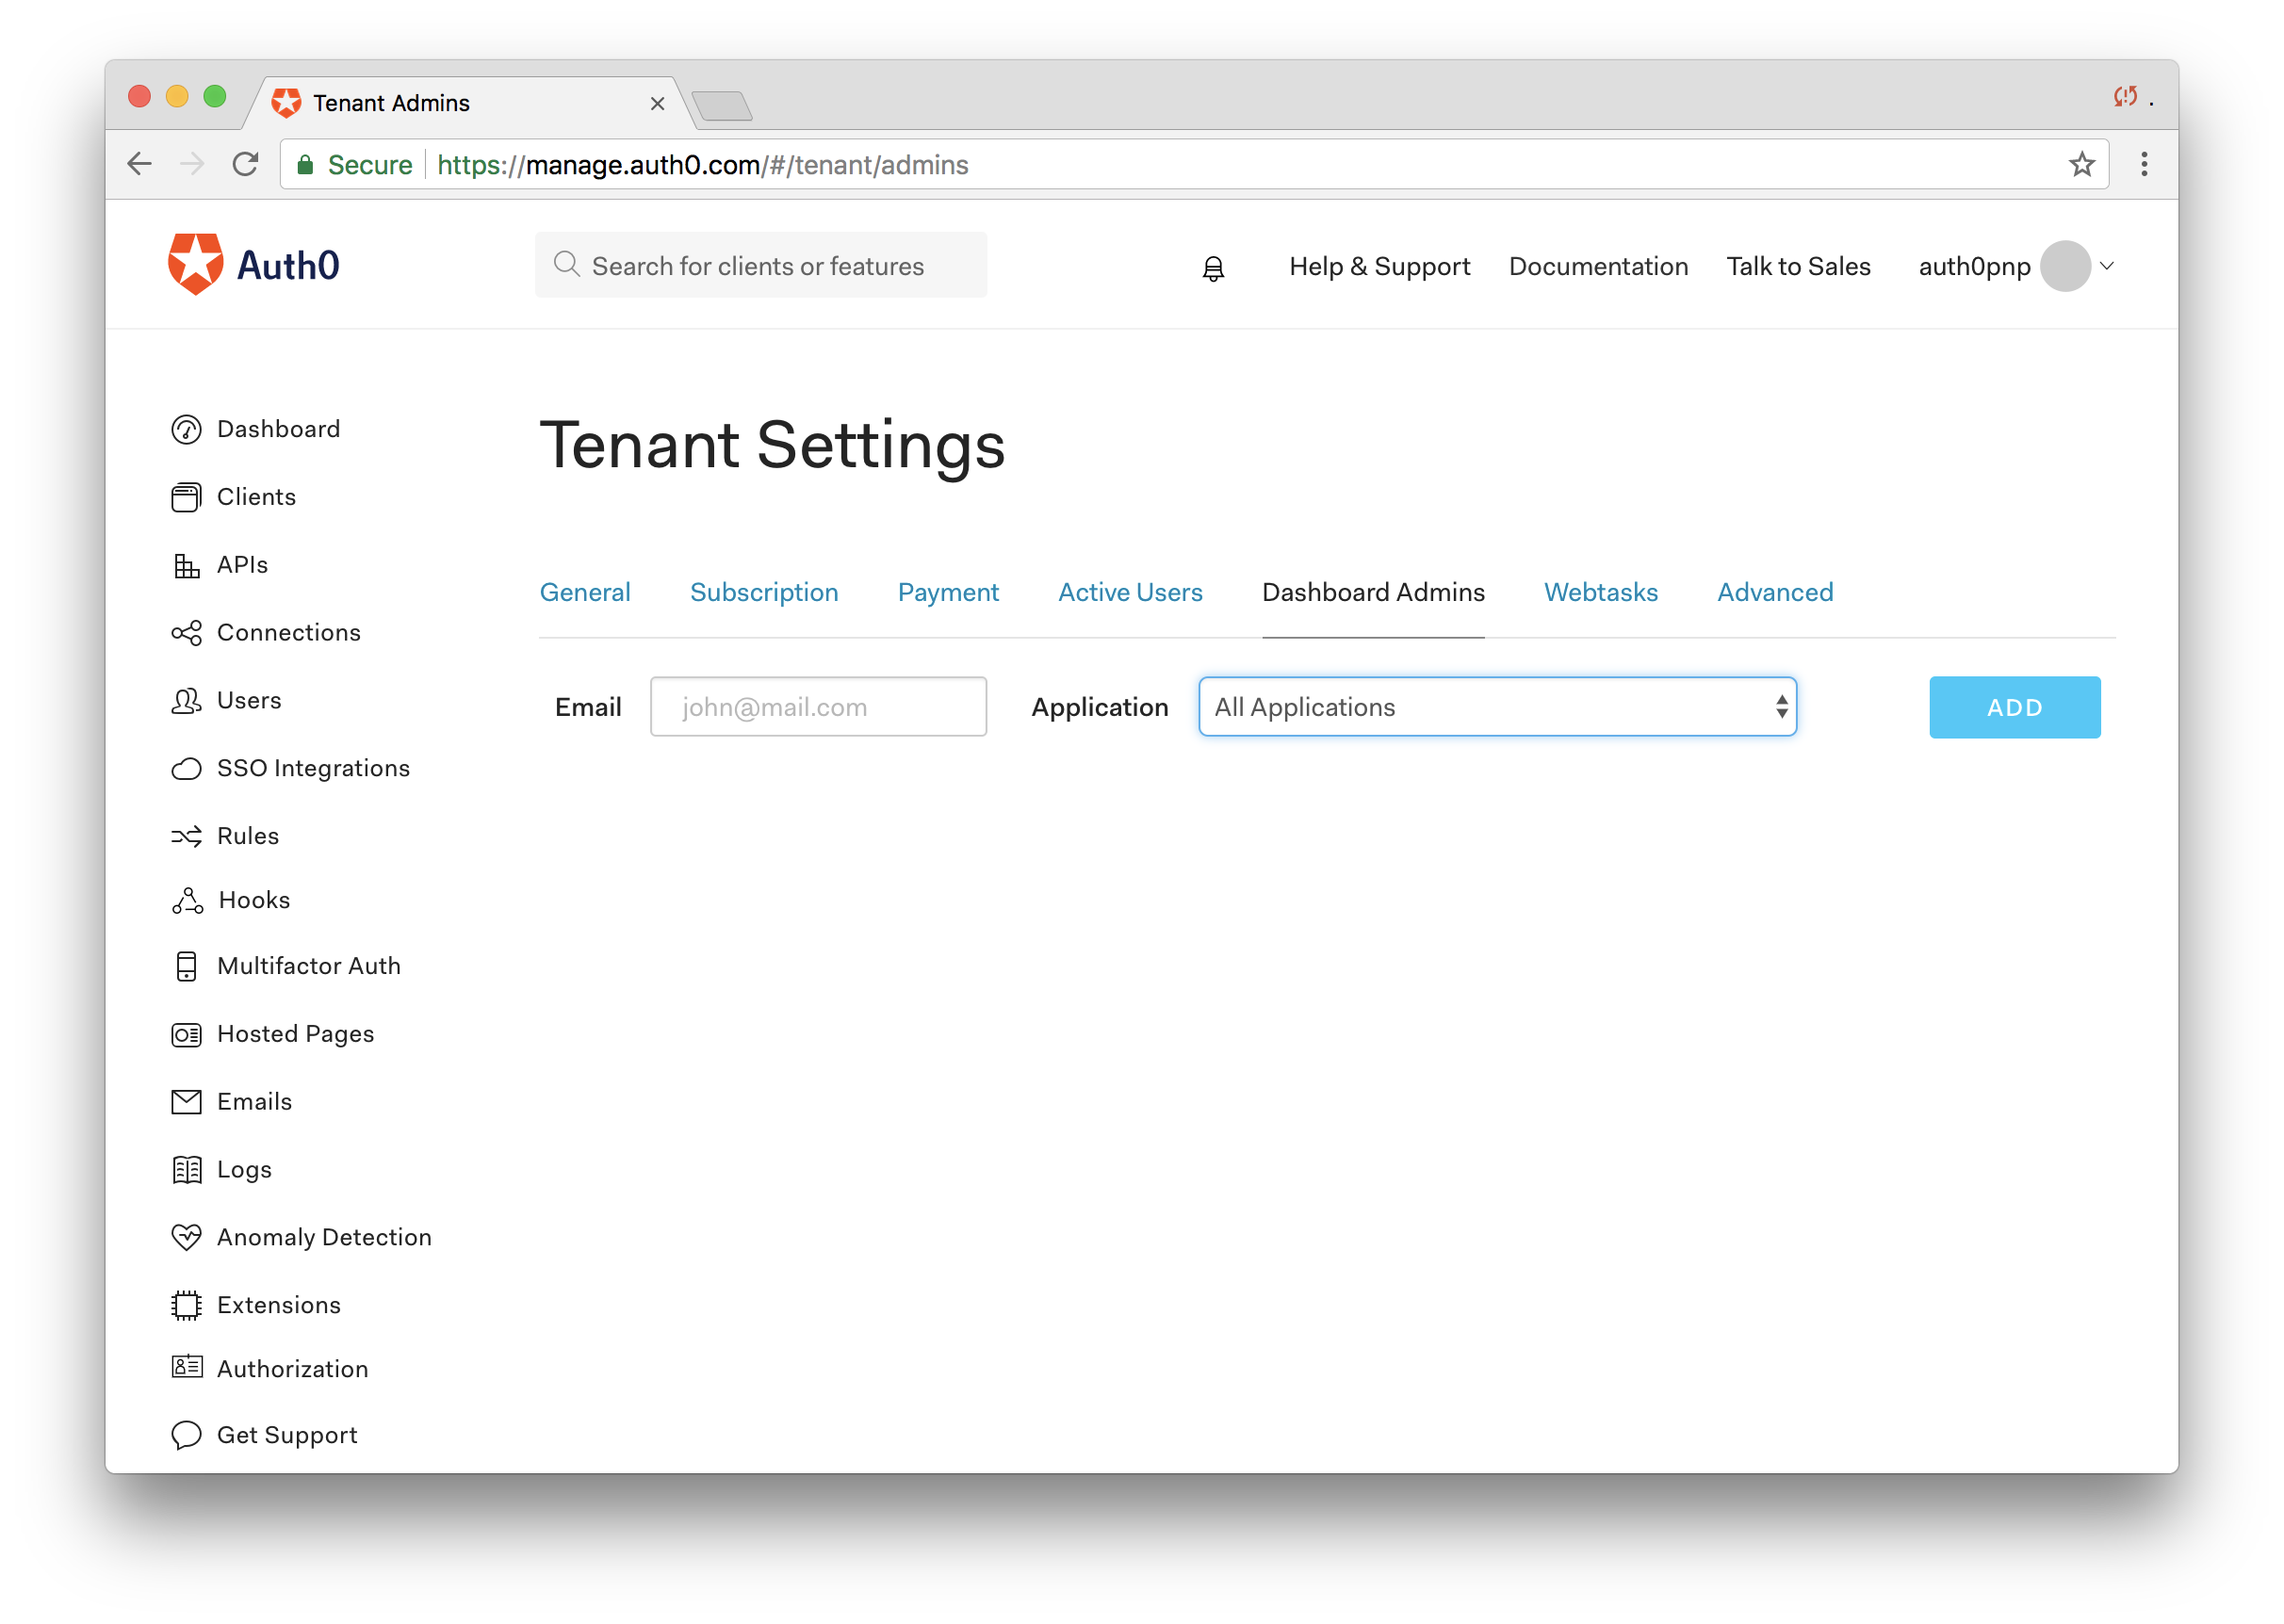 Tenant Admins
Secure https://manage.auth0.com/#/tenant/admins
Auth0
Search for clients or features
Help & Support Documentation Talk to Sales auth0pnp
Dashboard
Clients
APIs
Connections
Users
SSO Integrations
Rules
Hooks
Multifactor Auth
Hosted Pages
Emails
Logs
Anomaly Detection
Extensions
Authorization
Get Support
Tenant Settings
General Subscription Payment Active Users Dashboard Admins Webtasks Advanced
Email john@mail.com Application All Applications ADD